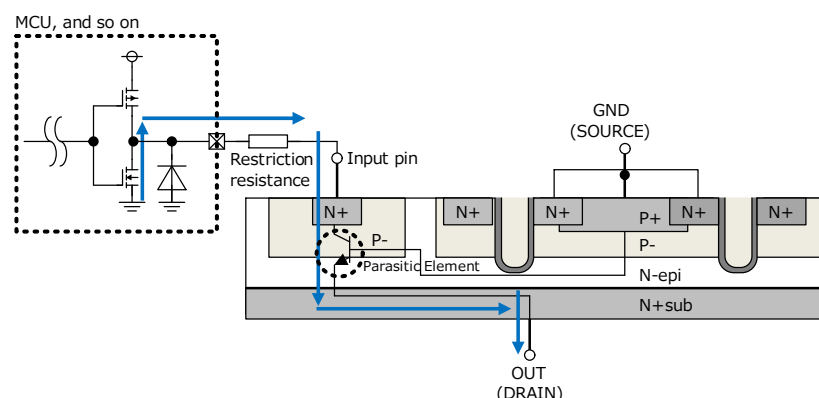 MCU, and so on
GND
(SOURCE)
Restriction
resistance
Input pin
N+
P-
Parasitic Element
N+
N+
P+
N+
N+
P-
N-epi
N+sub
OUT
(DRAIN)